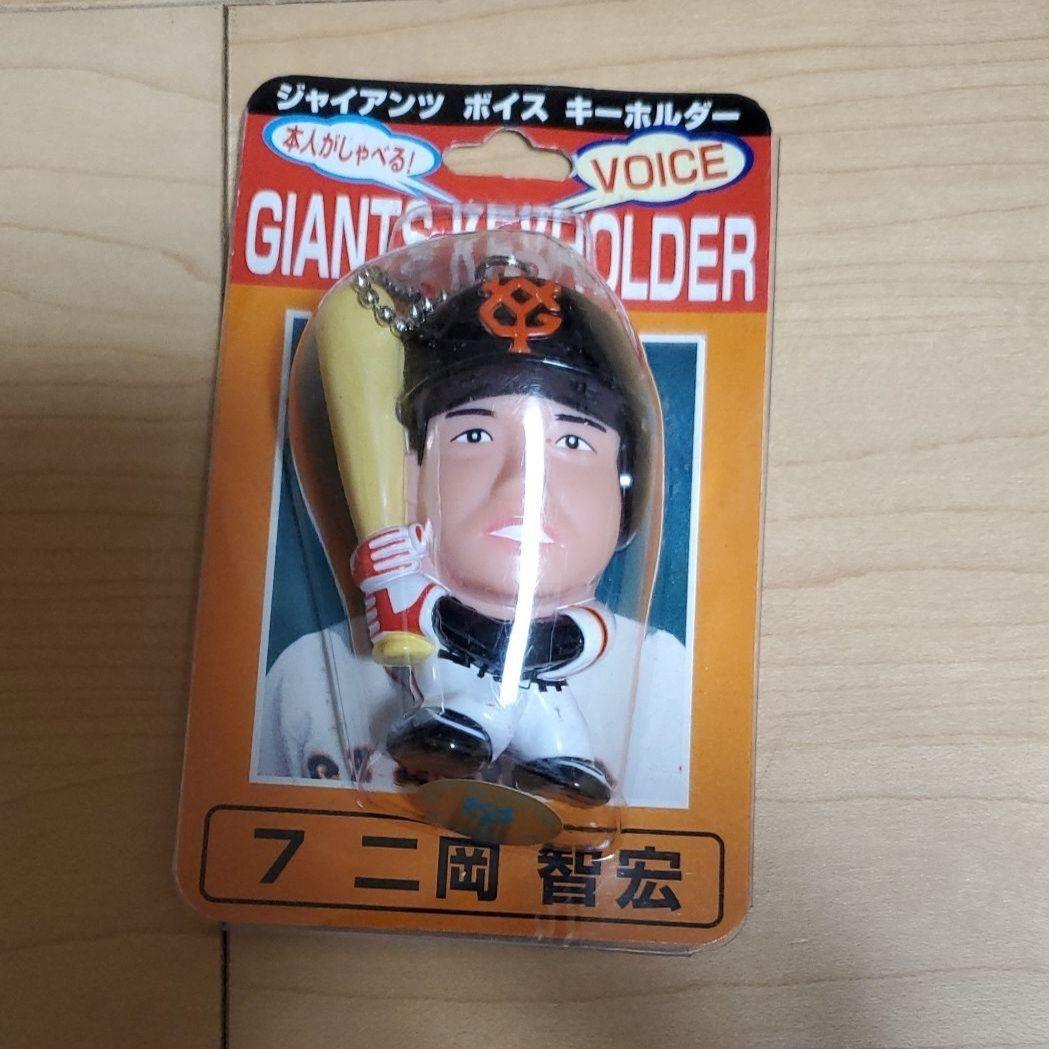 ジャイアンツ ボイス キーホルダー
本人がしゃべる!
VOICE
GIANTS KEYHOLDER
7 二岡 智宏